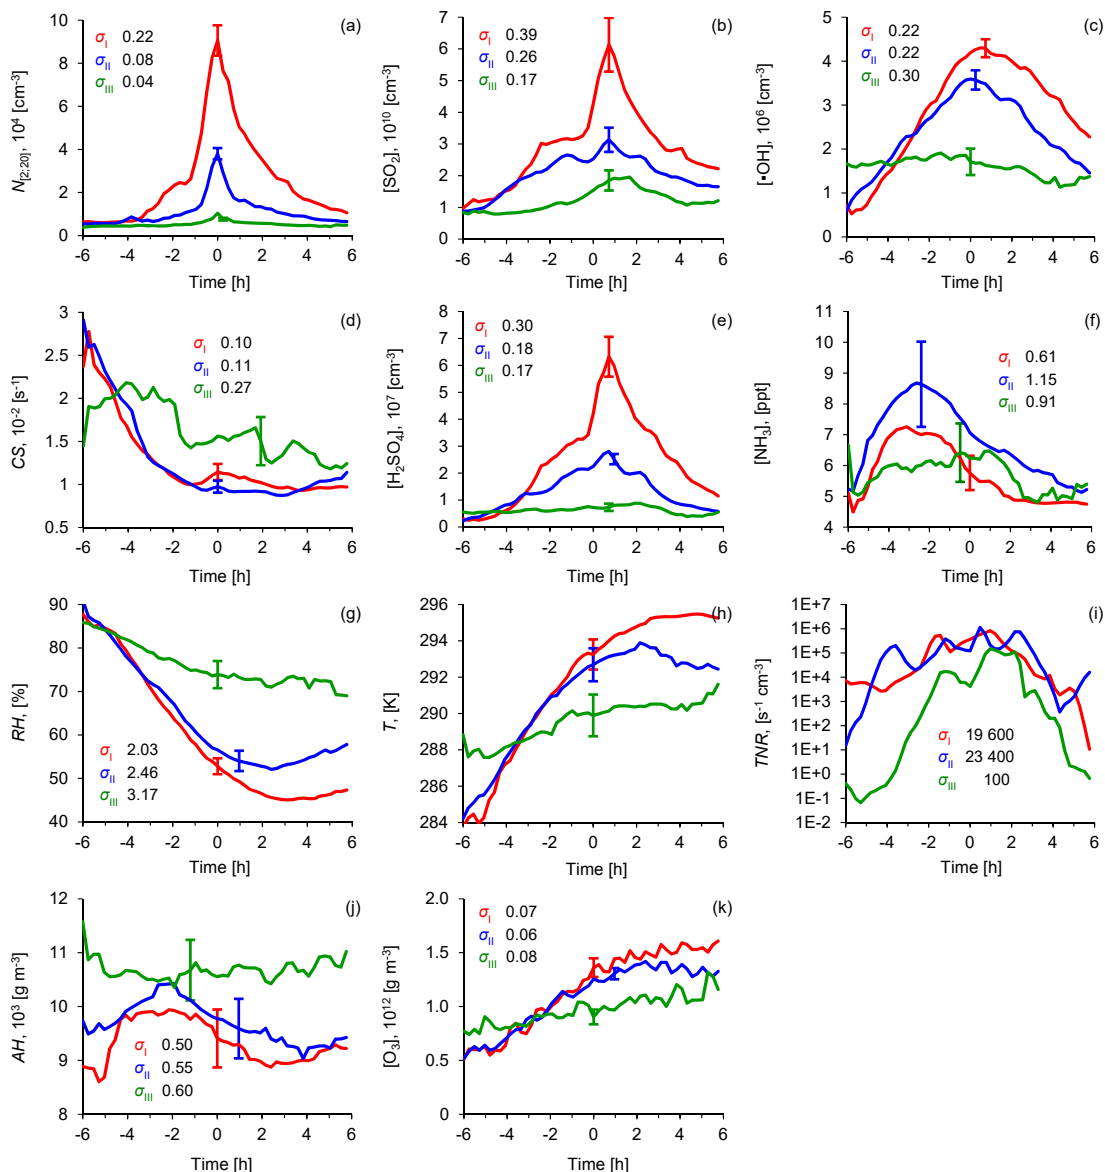 (a)
N[2;20], 10⁴ [cm⁻³]
10
8
6
4
2
0
σI 0.22
σII 0.08
σIII 0.04
-6 -4 -2 0 2 4 6
Time [h]
(b)
[SO₂], 10¹⁰ [cm⁻³]
7
6
5
4
3
2
1
0
σI 0.39
σII 0.26
σIII 0.17
-6 -4 -2 0 2 4 6
Time [h]
(c)
[▪OH], 10⁶ [cm⁻³]
6
5
4
3
2
1
0
σI 0.22
σII 0.22
σIII 0.30
-6 -4 -2 0 2 4 6
Time [h]
(d)
CS, 10⁻² [s⁻¹]
3
2.5
2
1.5
1
0.5
σI 0.10
σII 0.11
σIII 0.27
-6 -4 -2 0 2 4 6
Time [h]
(e)
[H₂SO₄], 10⁷ [cm⁻³]
8
7
6
5
4
3
2
1
0
σI 0.30
σII 0.18
σIII 0.17
-6 -4 -2 0 2 4 6
Time [h]
(f)
[NH₃], [ppt]
12
11
10
9
8
7
6
5
4
σI 0.61
σII 1.15
σIII 0.91
-6 -4 -2 0 2 4 6
Time [h]
(g)
RH, [%]
90
80
70
60
50
40
σI 2.03
σII 2.46
σIII 3.17
-6 -4 -2 0 2 4 6
Time [h]
(h)
T, [K]
296
294
292
290
288
286
284
-6 -4 -2 0 2 4 6
Time [h]
(i)
TNR, [s⁻¹ cm⁻³]
1E+7
1E+6
1E+5
1E+4
1E+3
1E+2
1E+1
1E+0
1E-1
1E-2
σI 19 600
σII 23 400
σIII 100
-6 -4 -2 0 2 4 6
Time [h]
(j)
AH, 10³ [g m⁻³]
12
11
10
9
8
σI 0.50
σII 0.55
σIII 0.60
-6 -4 -2 0 2 4 6
Time [h]
(k)
[O₃], 10¹² [g m⁻³]
2.0
1.5
1.0
0.5
0
σI 0.07
σII 0.06
σIII 0.08
-6 -4 -2 0 2 4 6
Time [h]